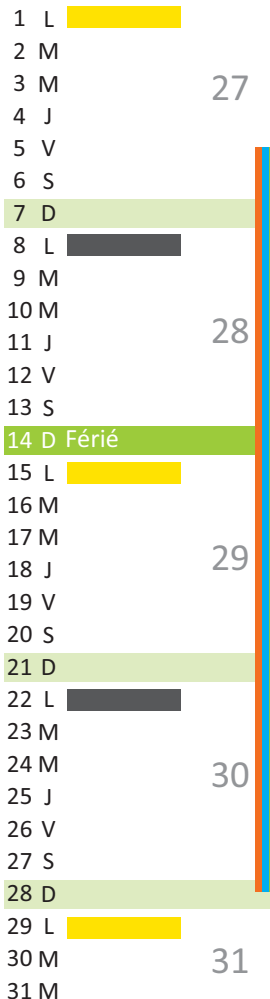 1 L
2 M
3 M 27
4 J
5 V
6 S
7 D
8 L
9 M
10 M
11 J 28
12 V
13 S
14 D Férié
15 L
16 M
17 M
18 J 29
19 V
20 S
21 D
22 L
23 M
24 M 30
25 J
26 V
27 S
28 D
29 L
30 M 31
31 M